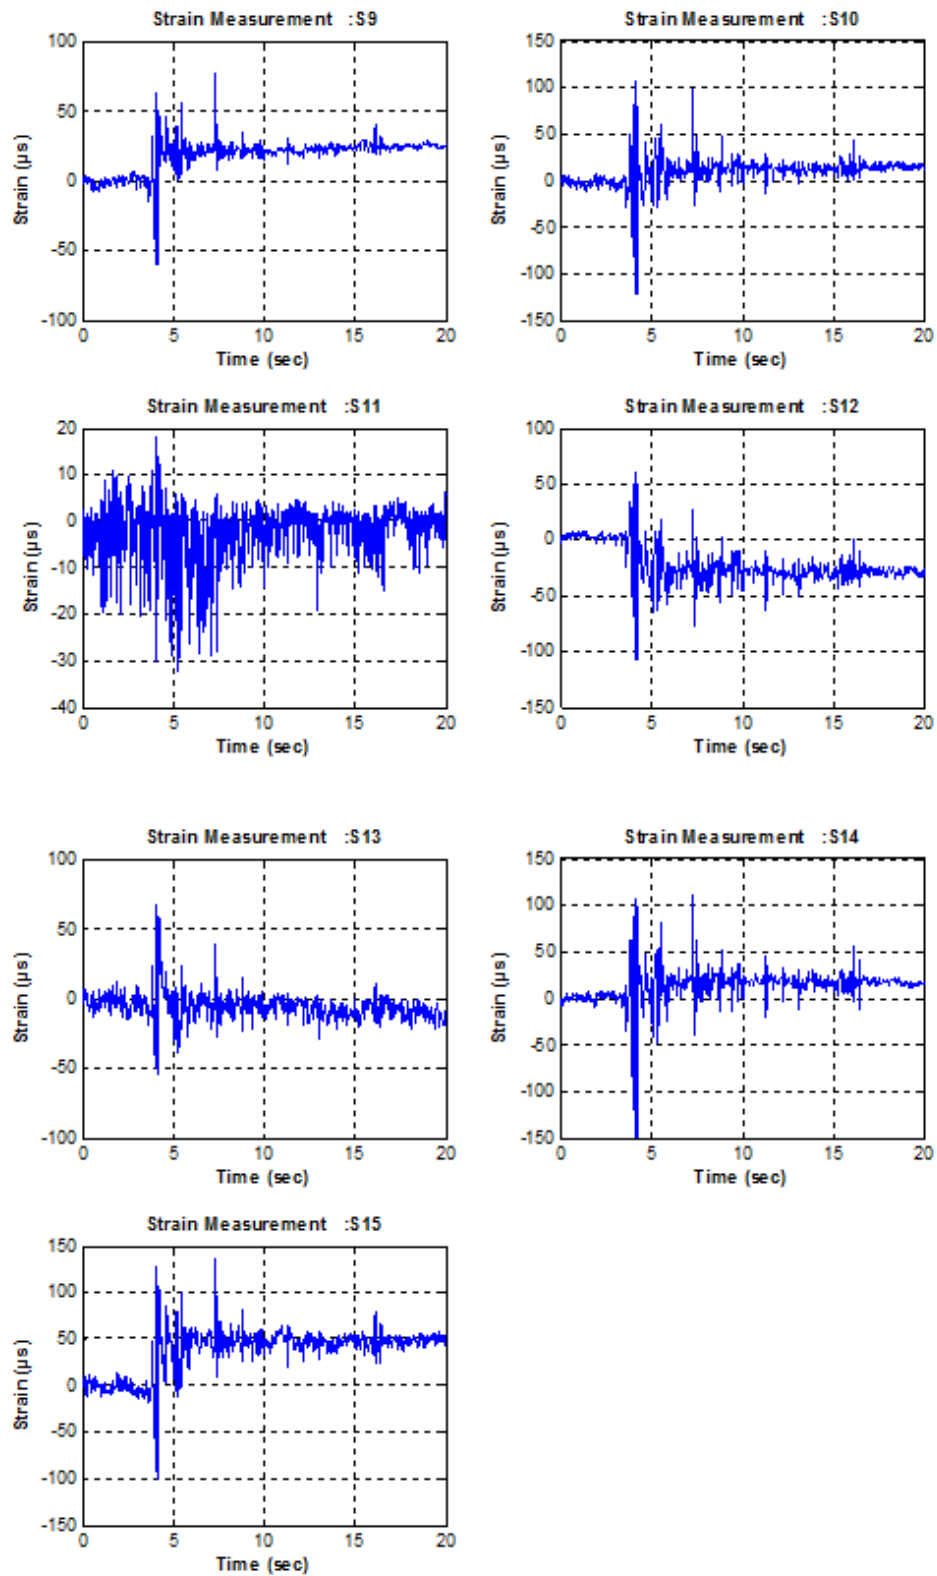 Strain Measurement :S9
100
50
0
-50
-100
Strain (µs)
0 5 10 15 20
Time (sec)
Strain Measurement :S10
150
100
50
0
-50
-100
-150
Strain (µs)
0 5 10 15 20
Time (sec)
Strain Measurement :S11
20
10
0
-10
-20
-30
-40
Strain (µs)
0 5 10 15 20
Time (sec)
Strain Measurement :S12
100
50
0
-50
-100
-150
Strain (µs)
0 5 10 15 20
Time (sec)
Strain Measurement :S13
100
50
0
-50
-100
Strain (µs)
0 5 10 15 20
Time (sec)
Strain Measurement :S14
150
100
50
0
-50
-100
-150
Strain (µs)
0 5 10 15 20
Time (sec)
Strain Measurement :S15
150
100
50
0
-50
-100
-150
Strain (µs)
0 5 10 15 20
Time (sec)